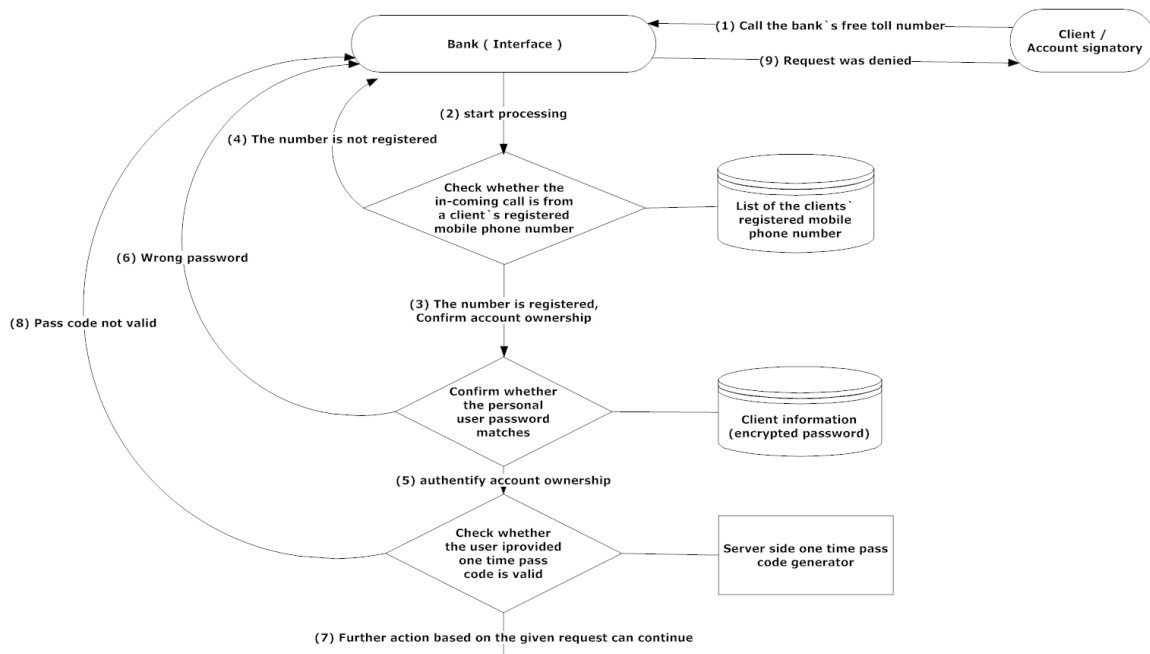 (1) Call the bank`s free toll number
Client /
Account signatory
Bank ( Interface )
(9) Request was denied
(2) start processing
(4) The number is not registered
Check whether the
in-coming call is from
a client`s registered
mobile phone number
List of the clients`
registered mobile
phone number
(6) Wrong password
(3) The number is registered,
Confirm account ownership
(8) Pass code not valid
Confirm whether
the personal
user password
matches
Client information
(encrypted password)
(5) authentify account ownership
Check whether
the user iprovided
one time pass
code is valid
Server side one time pass
code generator
(7) Further action based on the given request can continue